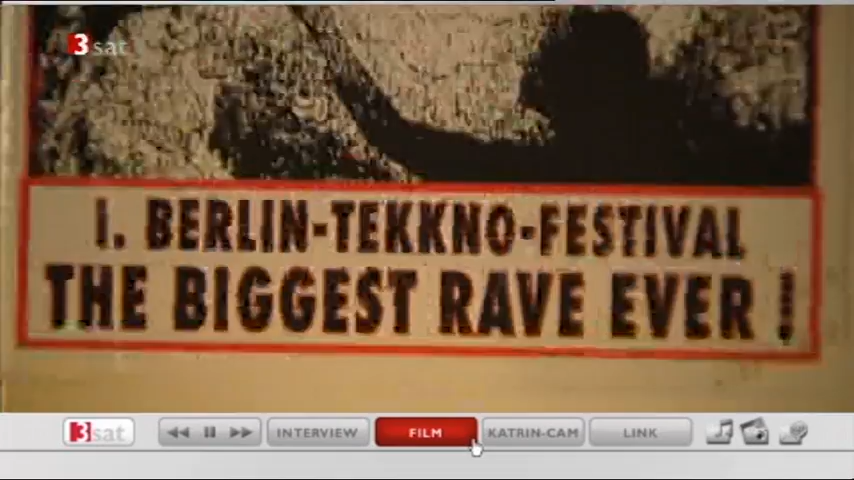 3sat
1. BERLIN-TEKKNO-FESTIVAL
THE BIGGEST RAVE EVER !
3sat
INTERVIEW
FILM
KATRIN-CAM
LINK